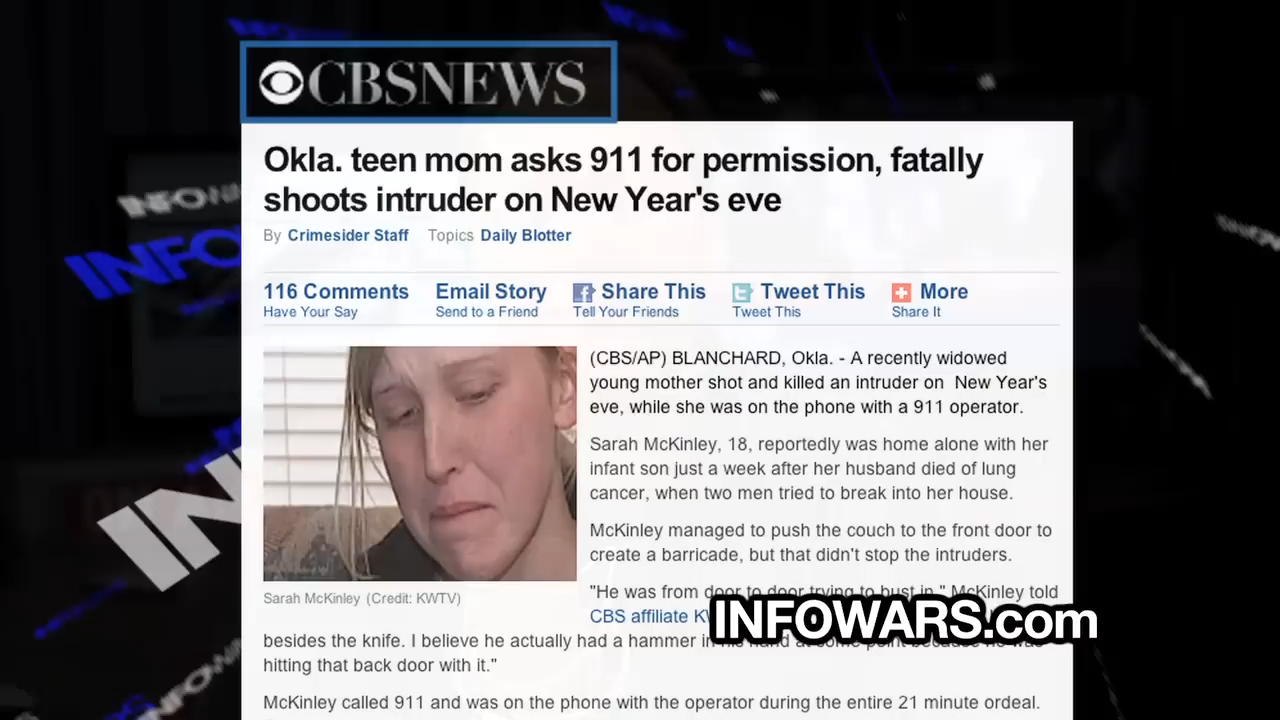 CBSNEWS
Okla. teen mom asks 911 for permission, fatally
shoots intruder on New Year's eve
By Crimesider Staff Topics Daily Blotter
116 Comments Email Story Share This Tweet This More
Have Your Say Send to a Friend Tell Your Friends Tweet This Share It
(CBS/AP) BLANCHARD, Okla. - A recently widowed
young mother shot and killed an intruder on New Year's
eve, while she was on the phone with a 911 operator.
Sarah McKinley, 18, reportedly was home alone with her
infant son just a week after her husband died of lung
cancer, when two men tried to break into her house.
McKinley managed to push the couch to the front door to
create a barricade, but that didn't stop the intruders.
"He was from door to door trying to bust in," McKinley told
CBS affiliate
Sarah McKinley (Credit: KWTV)
besides the knife. I believe he actually had a hammer in his hand at some point because he was
hitting that back door with it."
McKinley called 911 and was on the phone with the operator during the entire 21 minute ordeal.
INFOWARS.com